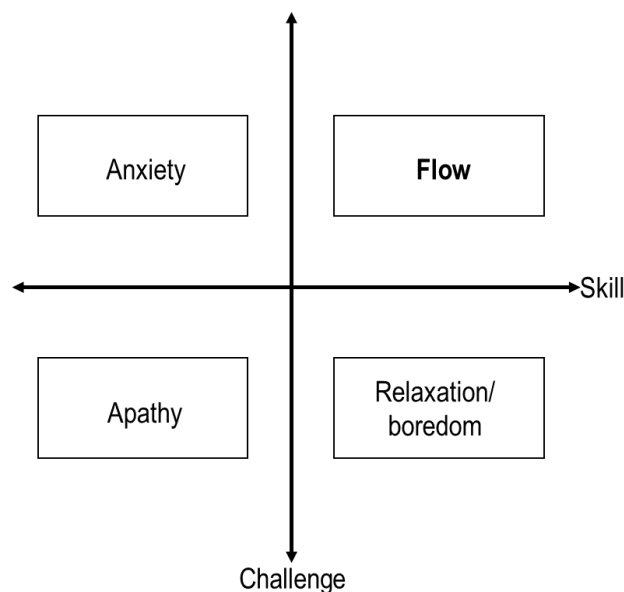 Anxiety
Flow
Skill
Apathy
Relaxation/
boredom
Challenge